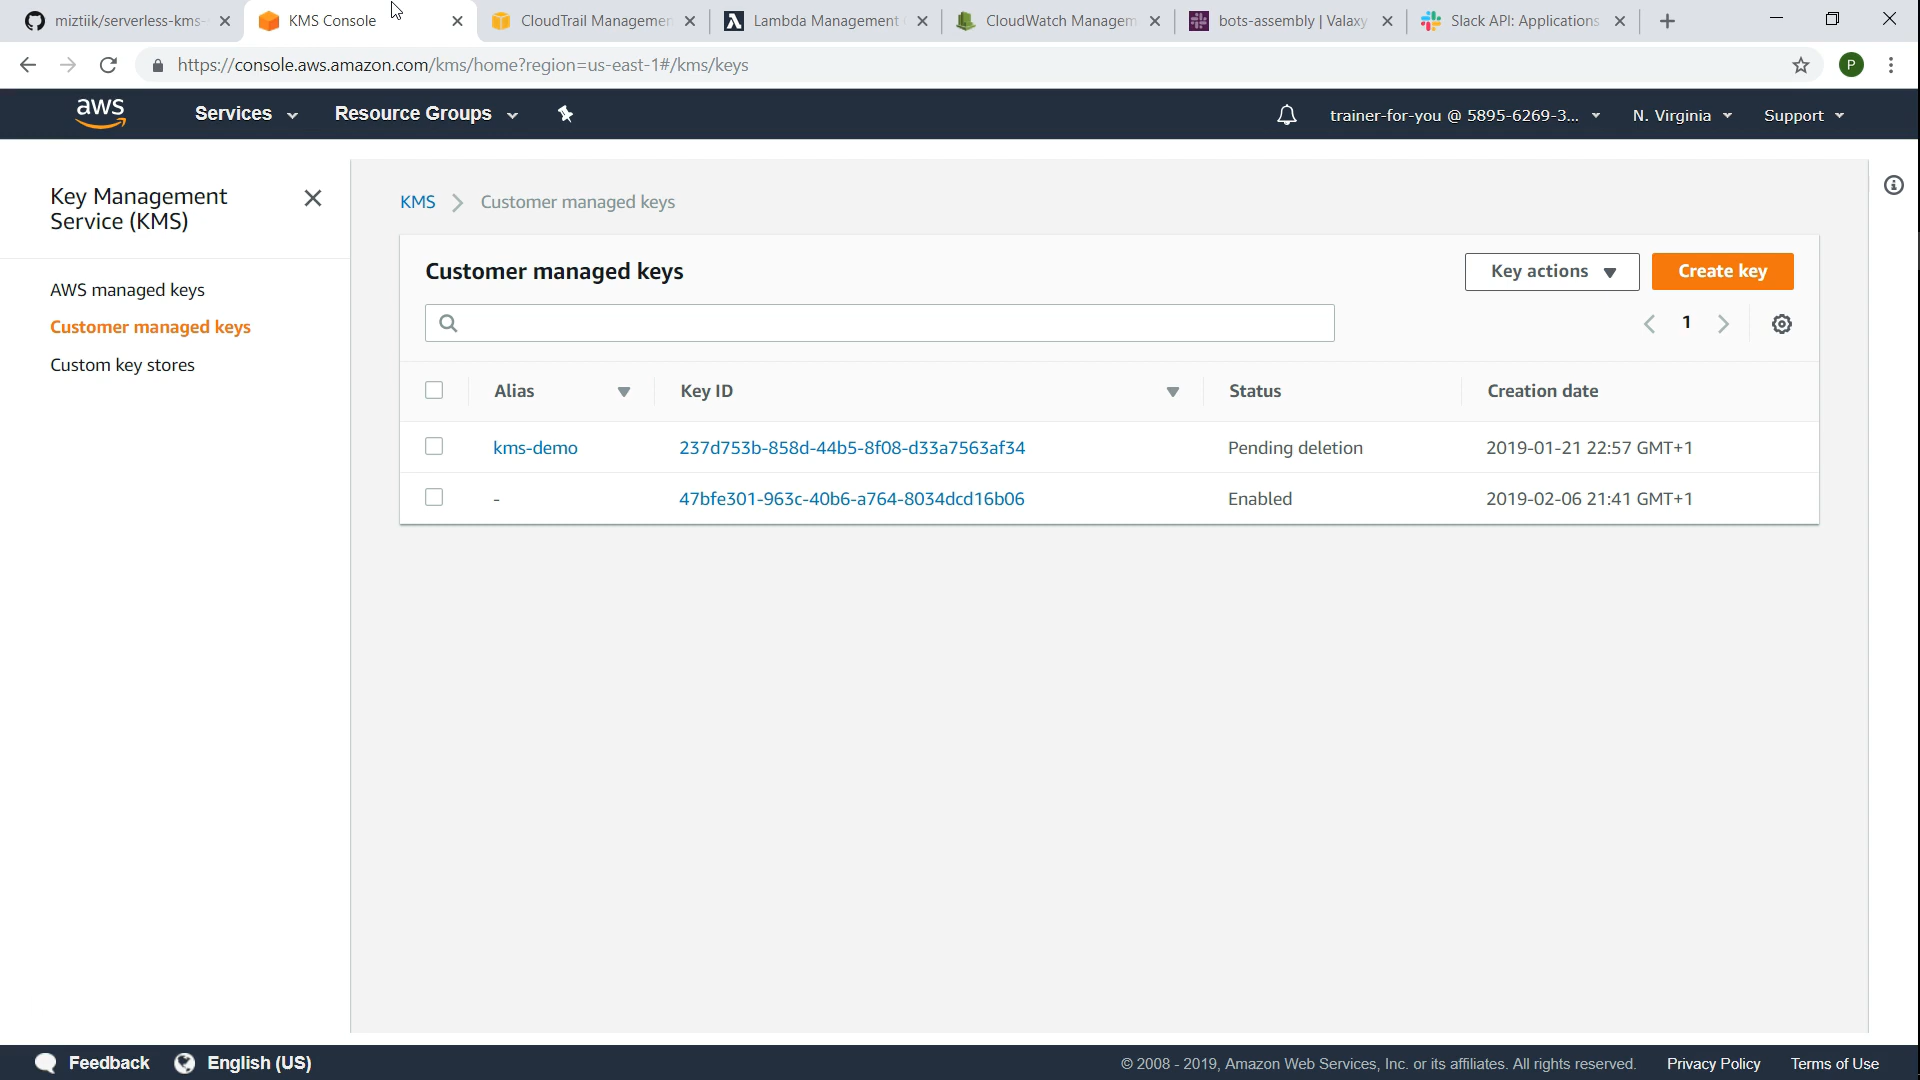 miztiik/serverless-kms-
KMS Console
CloudTrail Managemen
Lambda Management
CloudWatch Managem
bots-assembly | Valaxy
Slack API: Applications
https://console.aws.amazon.com/kms/home?region=us-east-1#/kms/keys
P
aws
Services
Resource Groups
trainer-for-you @ 5895-6269-3...
N. Virginia
Support
Key Management
Service (KMS)
AWS managed keys
Customer managed keys
Custom key stores
KMS
Customer managed keys
Customer managed keys
Key actions
Create key
1
Alias
Key ID
Status
Creation date
kms-demo
237d753b-858d-44b5-8f08-d33a7563af34
Pending deletion
2019-01-21 22:57 GMT+1
-
47bfe301-963c-40b6-a764-8034dcd16b06
Enabled
2019-02-06 21:41 GMT+1
Feedback
English (US)
© 2008 - 2019, Amazon Web Services, Inc. or its affiliates. All rights reserved.
Privacy Policy
Terms of Use